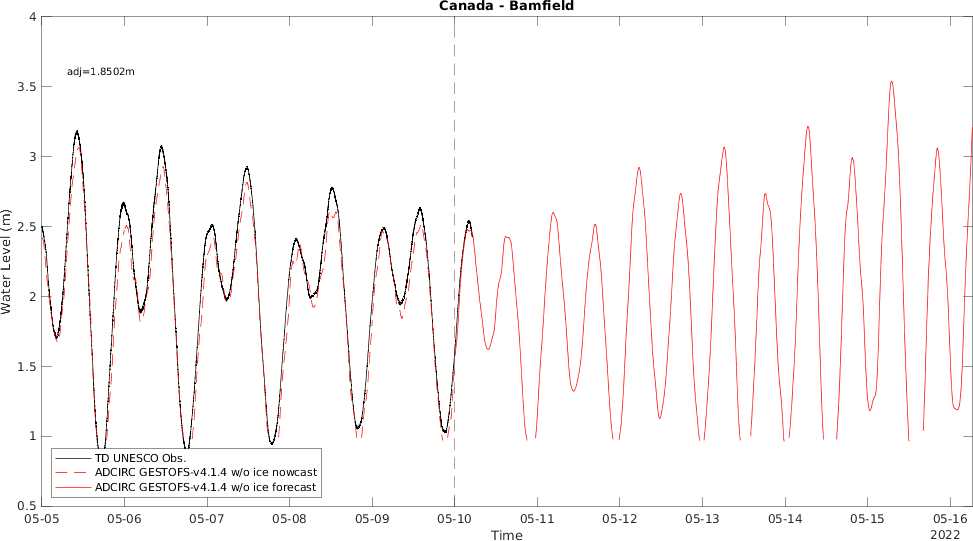 Canada - Bamfield
4
adj=1.8502m
3.5
3
2.5
2
1.5
1
0.5
Water Level (m)
TD UNESCO Obs.
ADCIRC GESTOFS-v4.1.4 w/o ice nowcast
ADCIRC GESTOFS-v4.1.4 w/o ice forecast
05-05 05-06 05-07 05-08 05-09 05-10 05-11 05-12 05-13 05-14 05-15 05-16
Time
2022